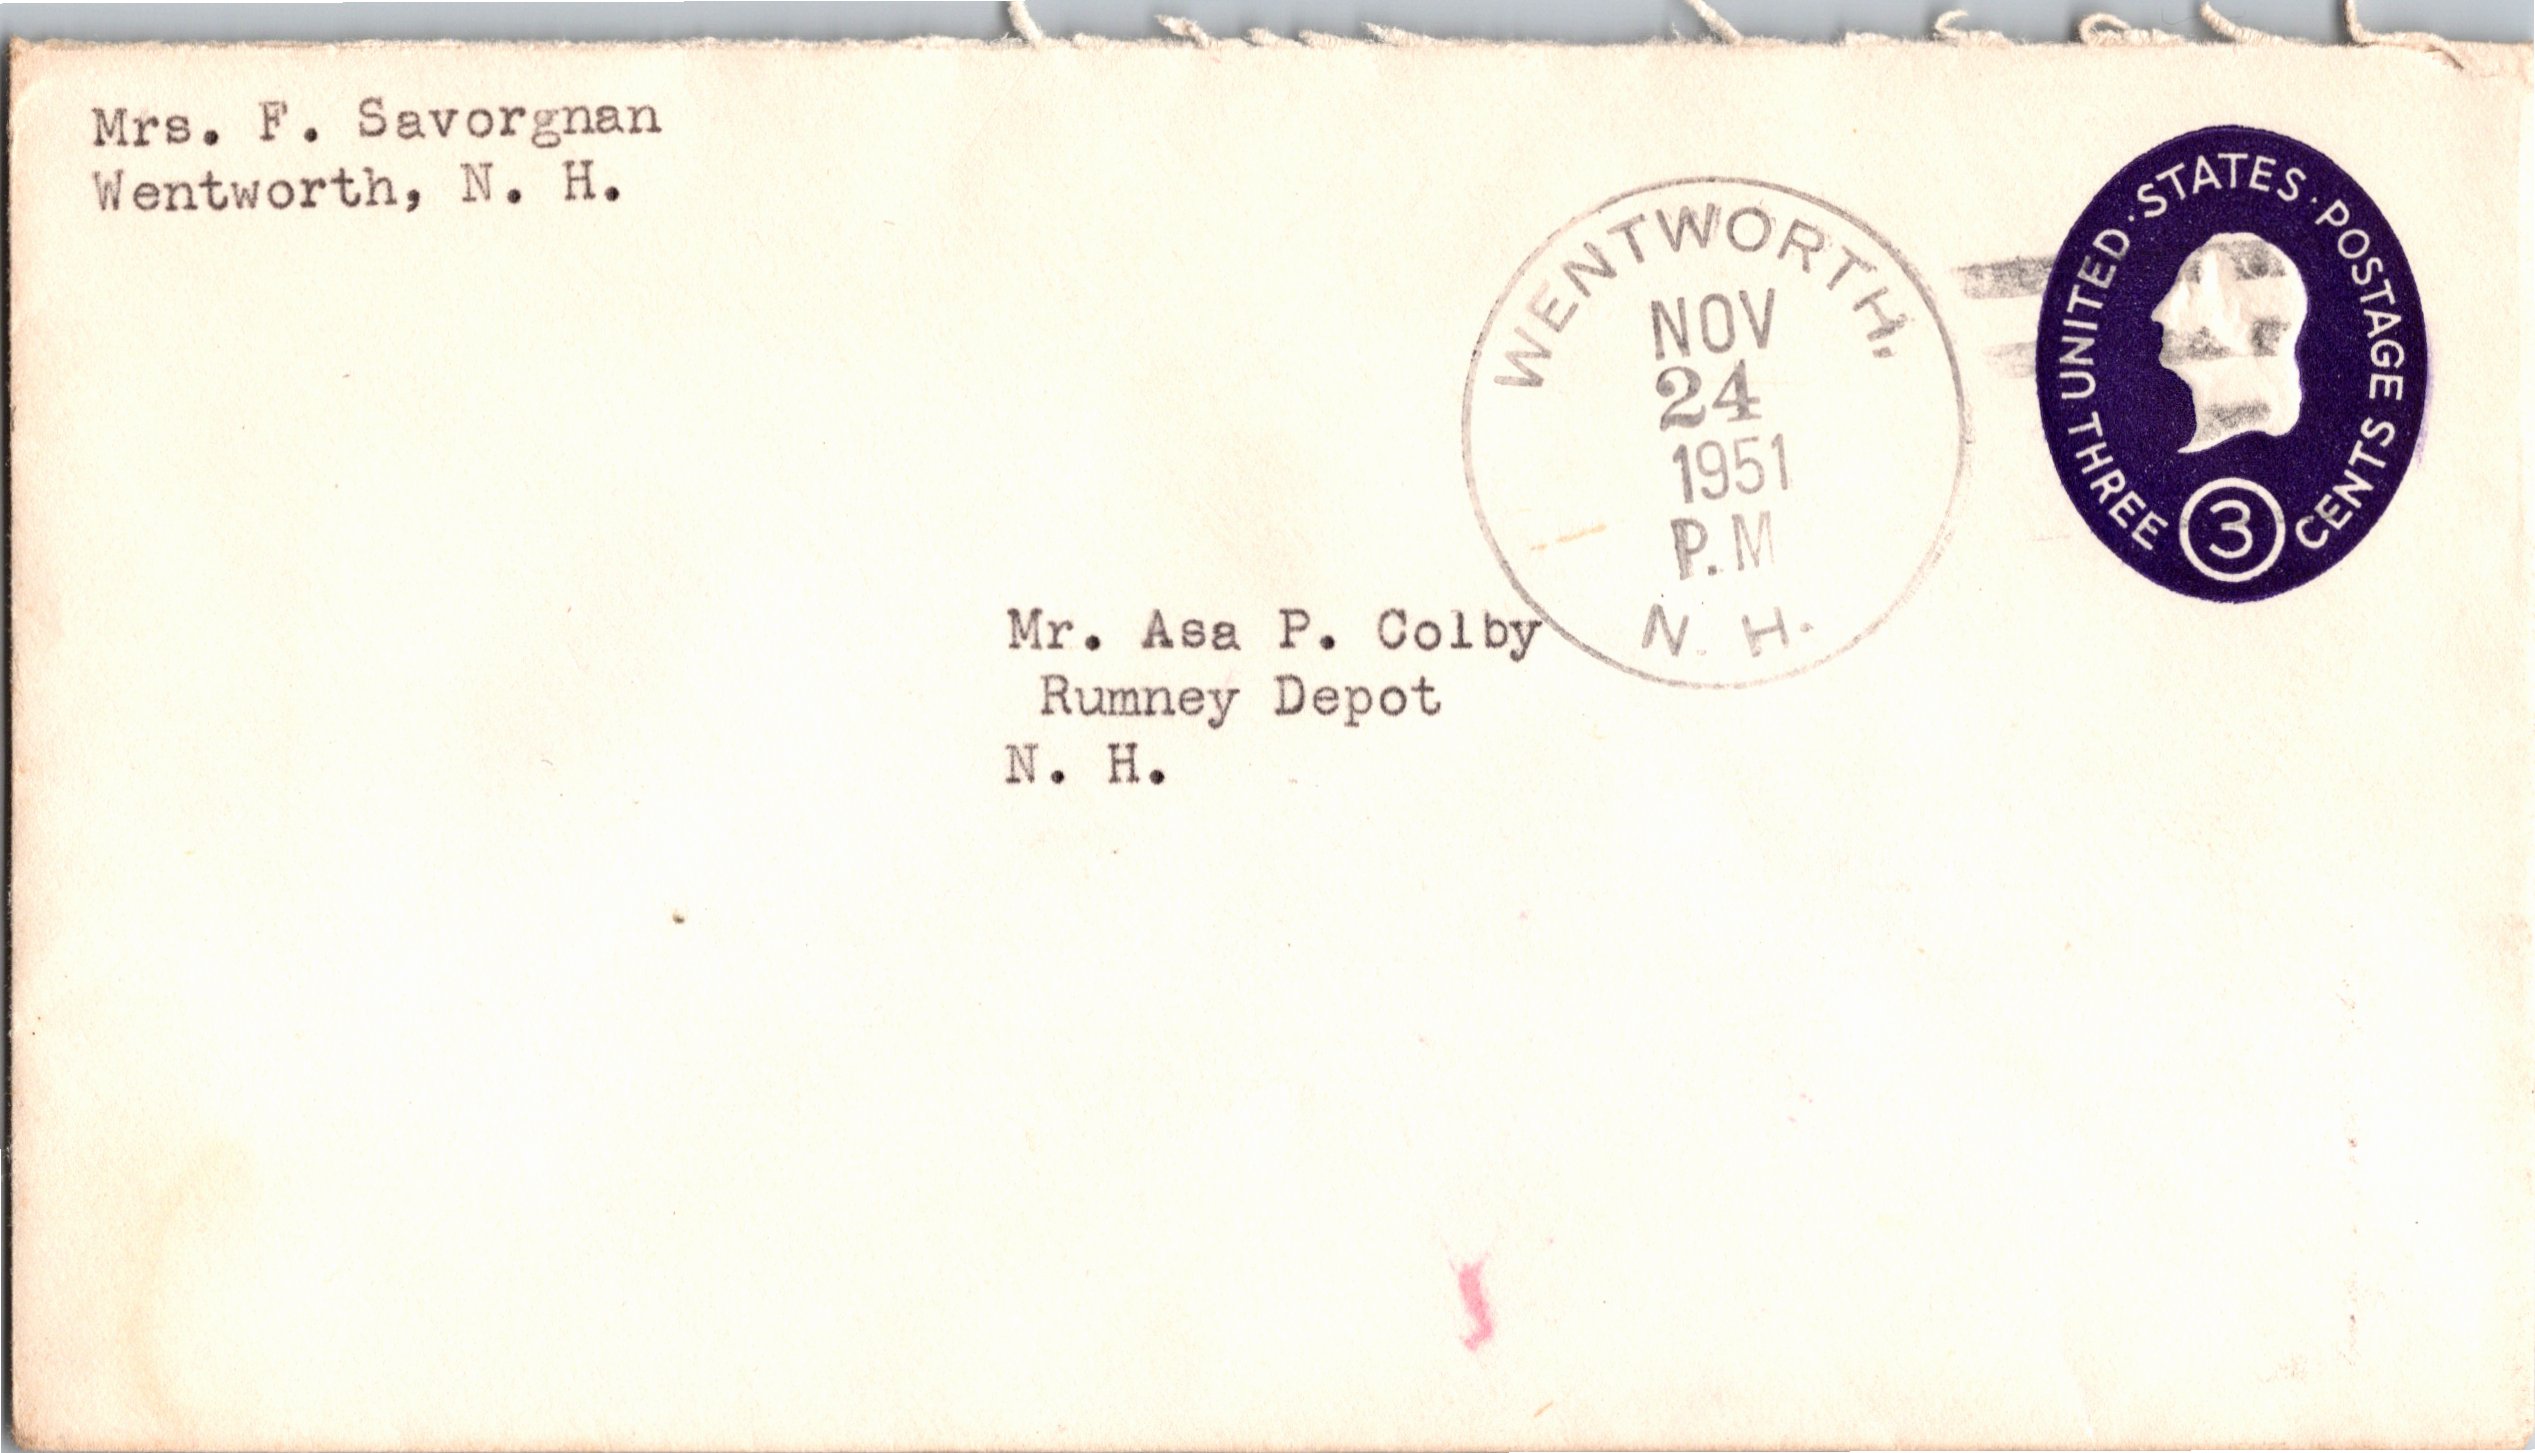 Mrs. F. Savorgnan
Wentworth, N. H.
WENTWORTH.
NOV
24
1951
P.M
N. H.
UNITED · STATES · POSTAGE
THREE 3 CENTS
Mr. Asa P. Colby
Rumney Depot
N. H.